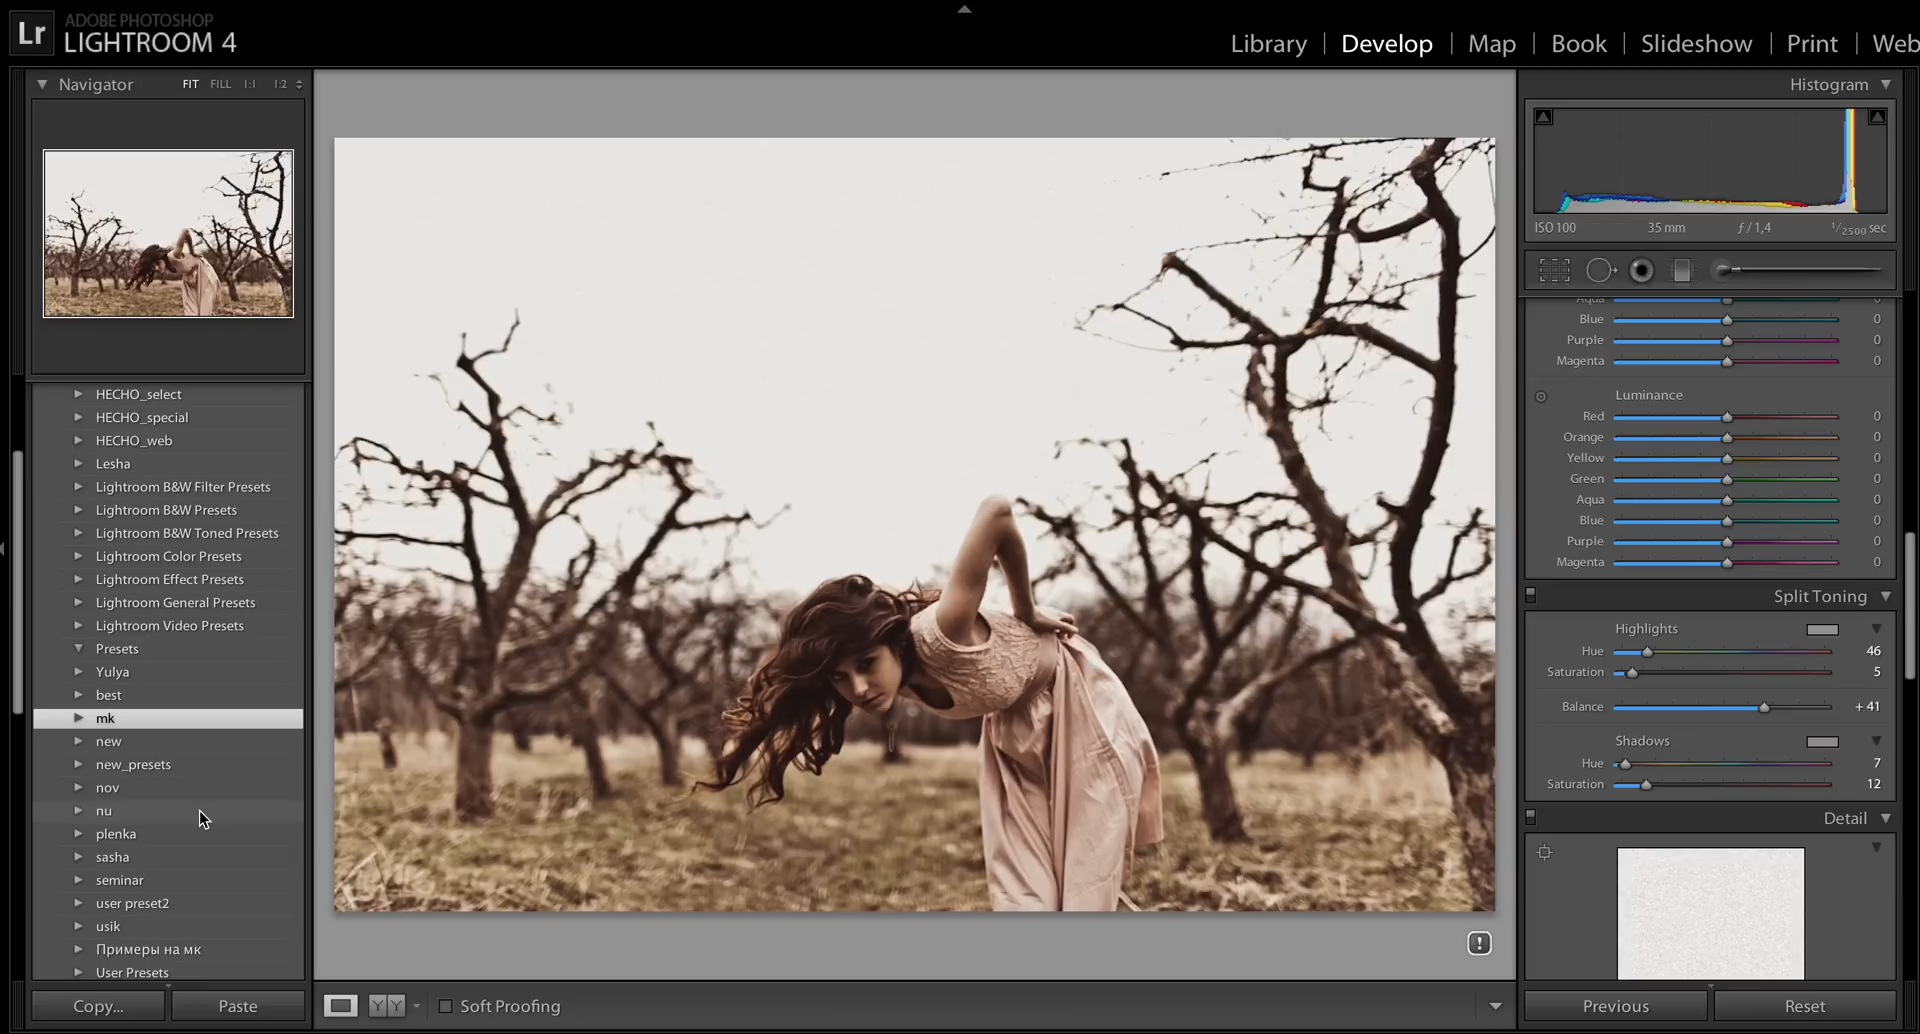 Lr
ADOBE PHOTOSHOP
LIGHTROOM 4
Library | Develop | Map | Book | Slideshow | Print | Web
Navigator FIT FILL 1:1 1:2
HECHO_select
HECHO_special
HECHO_web
Lesha
Lightroom B&W Filter Presets
Lightroom B&W Presets
Lightroom B&W Toned Presets
Lightroom Color Presets
Lightroom Effect Presets
Lightroom General Presets
Lightroom Video Presets
Presets
Yulya
best
mk
new
new_presets
nov
nu
plenka
sasha
seminar
user preset2
usik
Примеры на мк
User Presets
Copy... Paste
YY Soft Proofing
!
Histogram
ISO 100 35 mm ƒ / 1,4 1/2500 sec
Aqua 0
Blue 0
Purple 0
Magenta 0
Luminance
Red 0
Orange 0
Yellow 0
Green 0
Aqua 0
Blue 0
Purple 0
Magenta 0
Split Toning
Highlights
Hue 46
Saturation 5
Balance + 41
Shadows
Hue 7
Saturation 12
Detail
Previous Reset